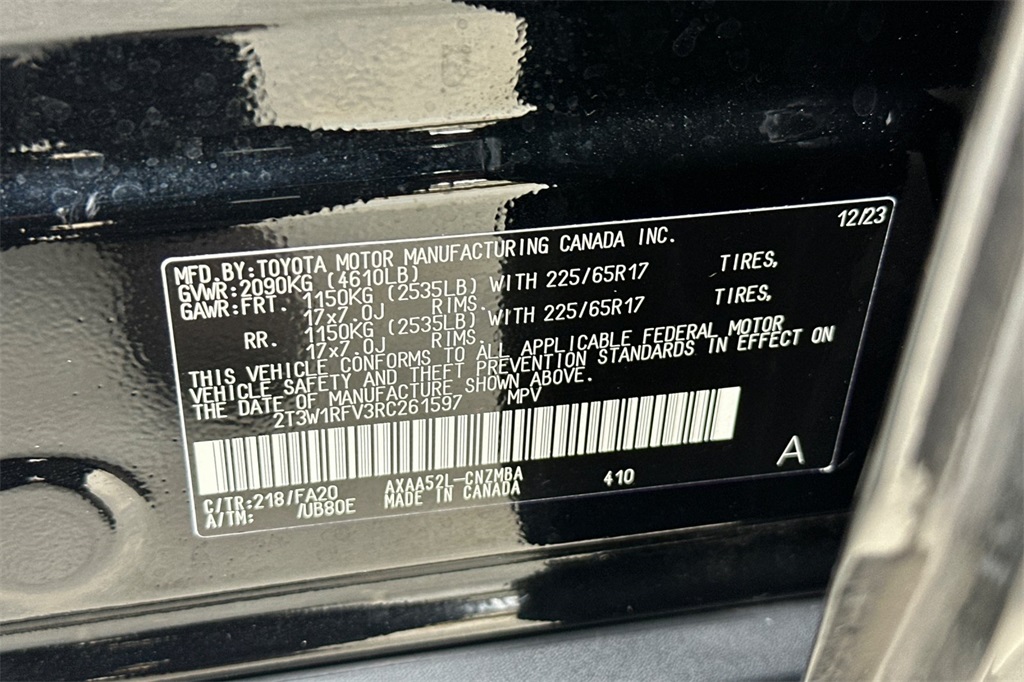 12/23
MFD.BY:TOYOTA MOTOR MANUFACTURING CANADA INC.
GVWR:2090KG (4610LB)
GAWR:FRT. 1150KG (2535LB) WITH 225/65R17 TIRES,
17x7.0J RIMS.
RR. 1150KG (2535LB) WITH 225/65R17 TIRES,
17x7.0J RIMS.
THIS VEHICLE CONFORMS TO ALL APPLICABLE FEDERAL MOTOR
VEHICLE SAFETY AND THEFT PREVENTION STANDARDS IN EFFECT ON
THE DATE OF MANUFACTURE SHOWN ABOVE.
2T3W1RFV3RC261597 MPV
A
C/TR:218/FA20 AXAA52L-CNZMBA 410
A/TM: /UB80E MADE IN CANADA